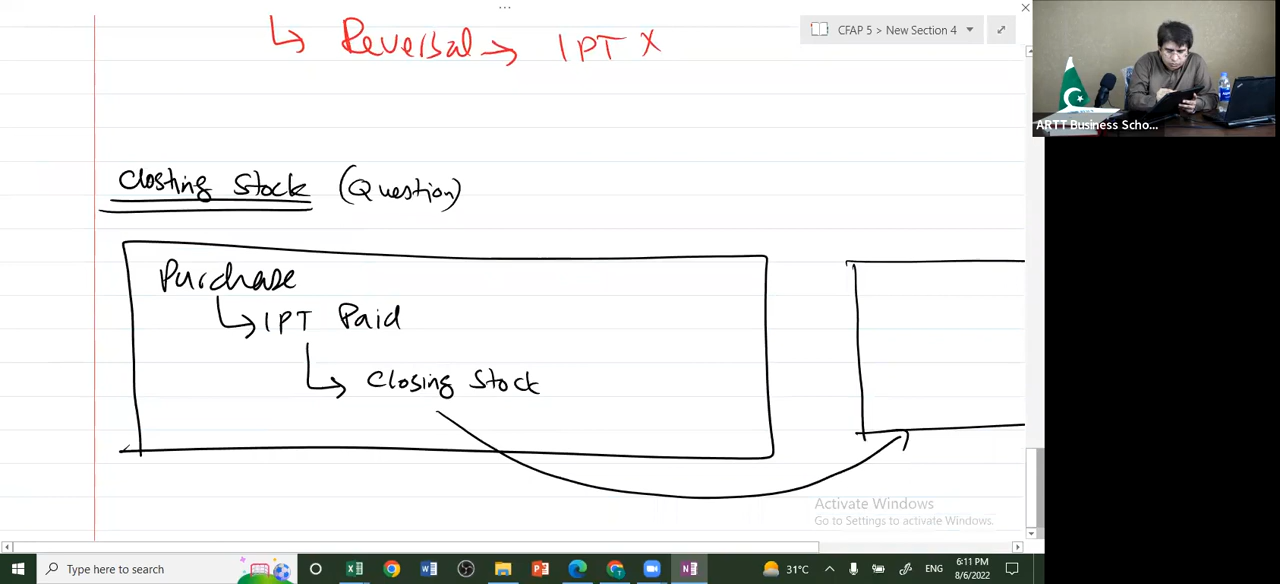 ↳ Reversal → IPT X
CFAP 5 > New Section 4
ARTT Business Scho...
Closting Stock (Question)
Purchase
↳ IPT Paid
↳ Closing Stock
Activate Windows
Go to Settings to activate Windows.
Type here to search
31°C
ENG
6:11 PM
8/6/2022